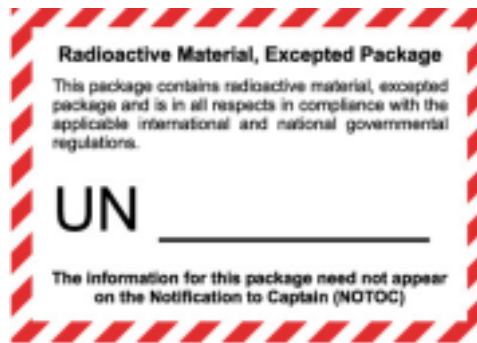 Radioactive Material, Excepted Package
This package contains radioactive material, excepted
package and is in all respects in compliance with the
applicable international and national governmental
regulations.
UN
The information for this package need not appear
on the Notification to Captain (NOTOC)